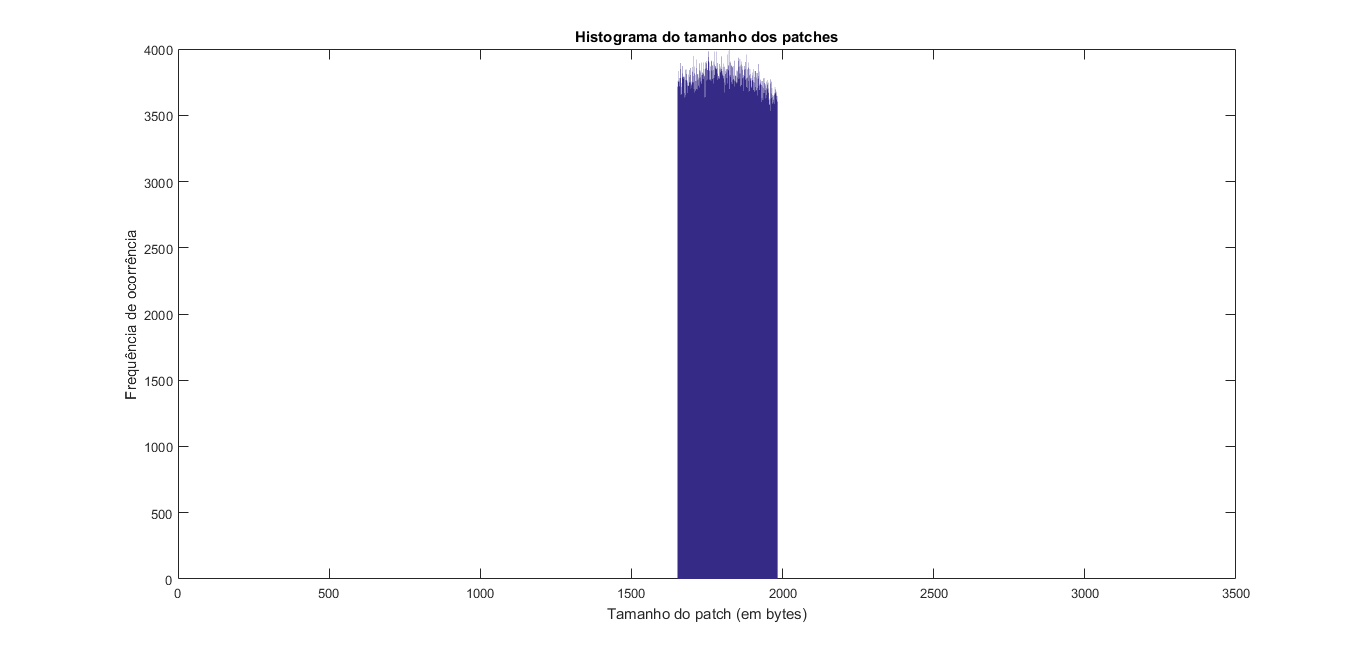 Histograma do tamanho dos patches
4000
3500
3000
2500
2000
1500
1000
500
0
Frequência de ocorrência
0 500 1000 1500 2000 2500 3000 3500
Tamanho do patch (em bytes)